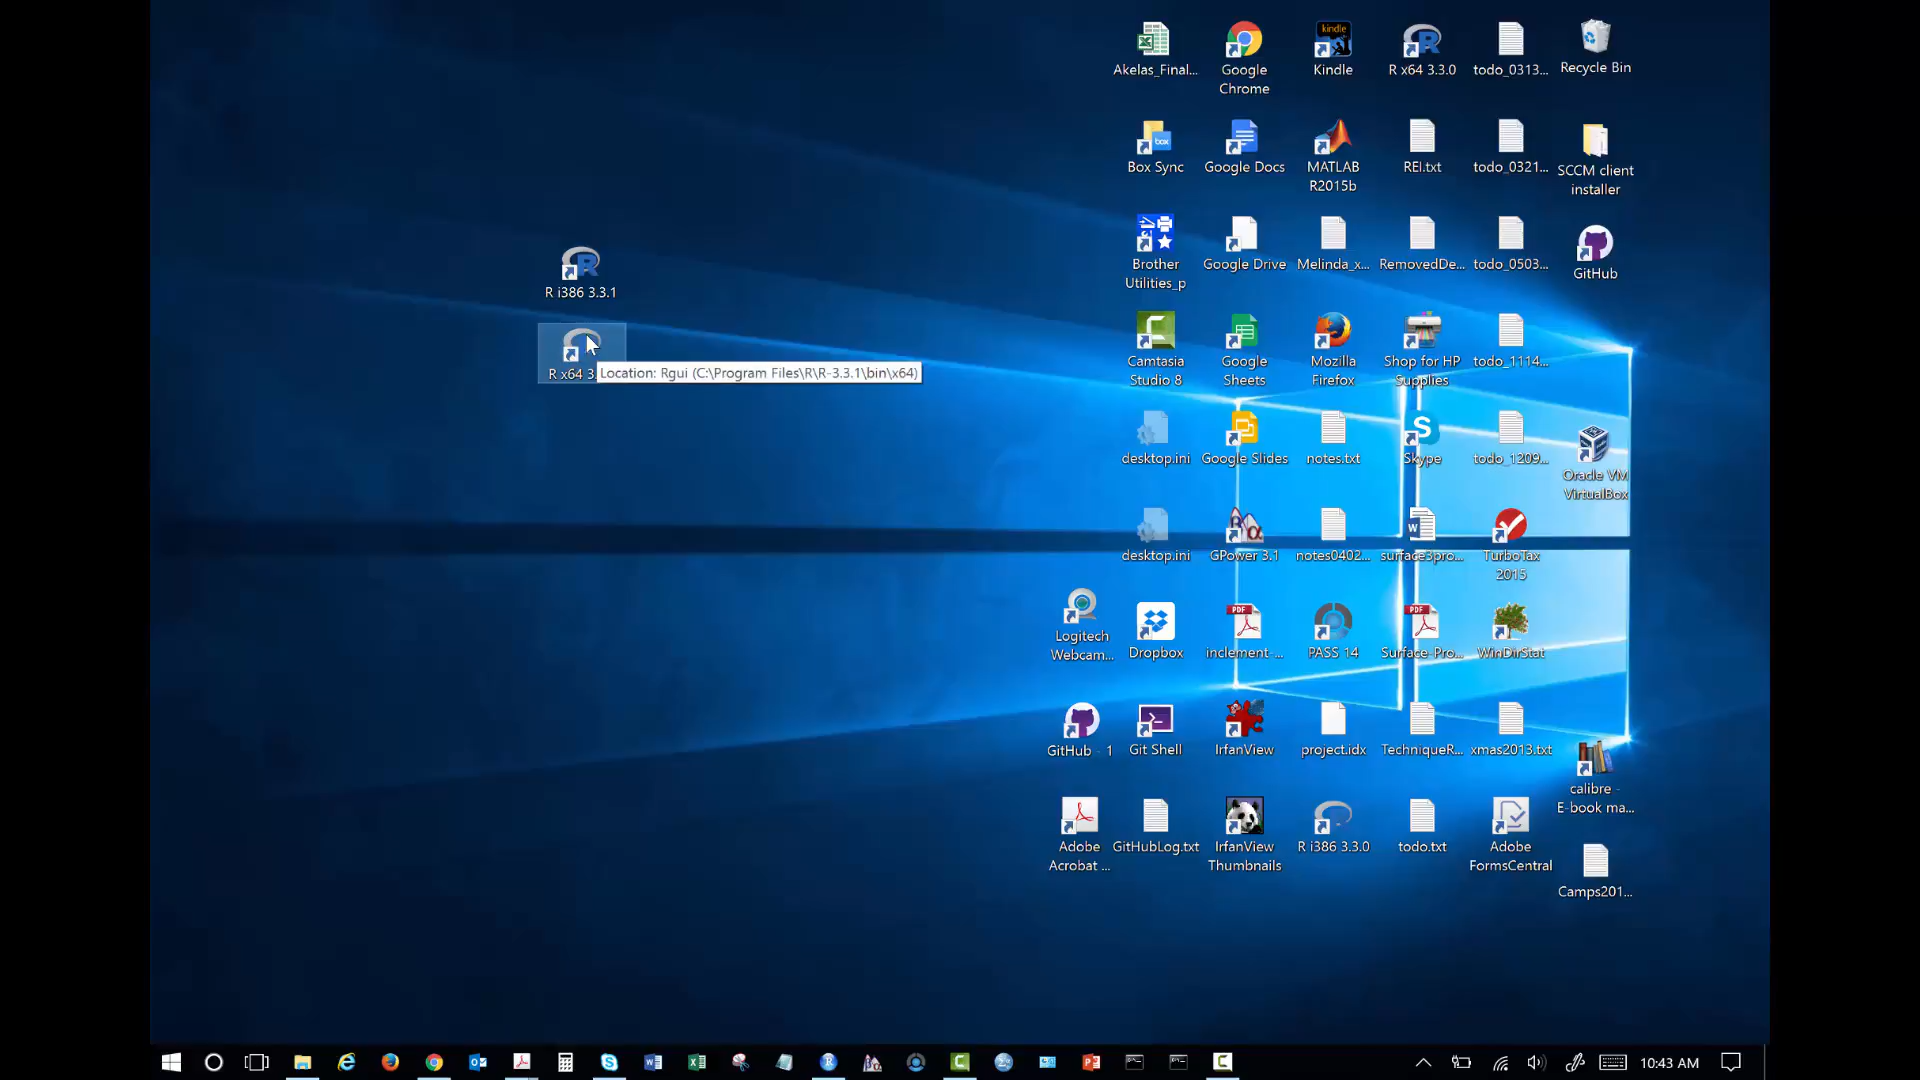 Akelas_Final...
Google
Chrome
kindle
Kindle
R x64 3.3.0
todo_0313...
Recycle Bin
box
Box Sync
Google Docs
MATLAB
R2015b
REI.txt
todo_0321...
SCCM client
installer
Brother
Utilities_p
Google Drive
Melinda_x...
RemovedDe...
todo_0503...
GitHub
R i386 3.3.1
R x64 3.
Location: Rgui (C:\Program Files\R\R-3.3.1\bin\x64)
Camtasia
Studio 8
Google
Sheets
Mozilla
Firefox
Shop for HP
Supplies
todo_1114...
desktop.ini
Google Slides
notes.txt
Skype
todo_1209...
Oracle VM
VirtualBox
desktop.ini
GPower 3.1
notes0402...
surface3pro...
TurboTax
2015
Logitech
Webcam...
Dropbox
PDF
inclement-...
PASS 14
PDF
Surface-Pro...
WinDirStat
GitHub - 1
Git Shell
IrfanView
project.idx
TechniqueR...
xmas2013.txt
calibre -
E-book ma...
Adobe
Acrobat ...
GitHubLog.txt
IrfanView
Thumbnails
R i386 3.3.0
todo.txt
Adobe
FormsCentral
Camps201...
10:43 AM